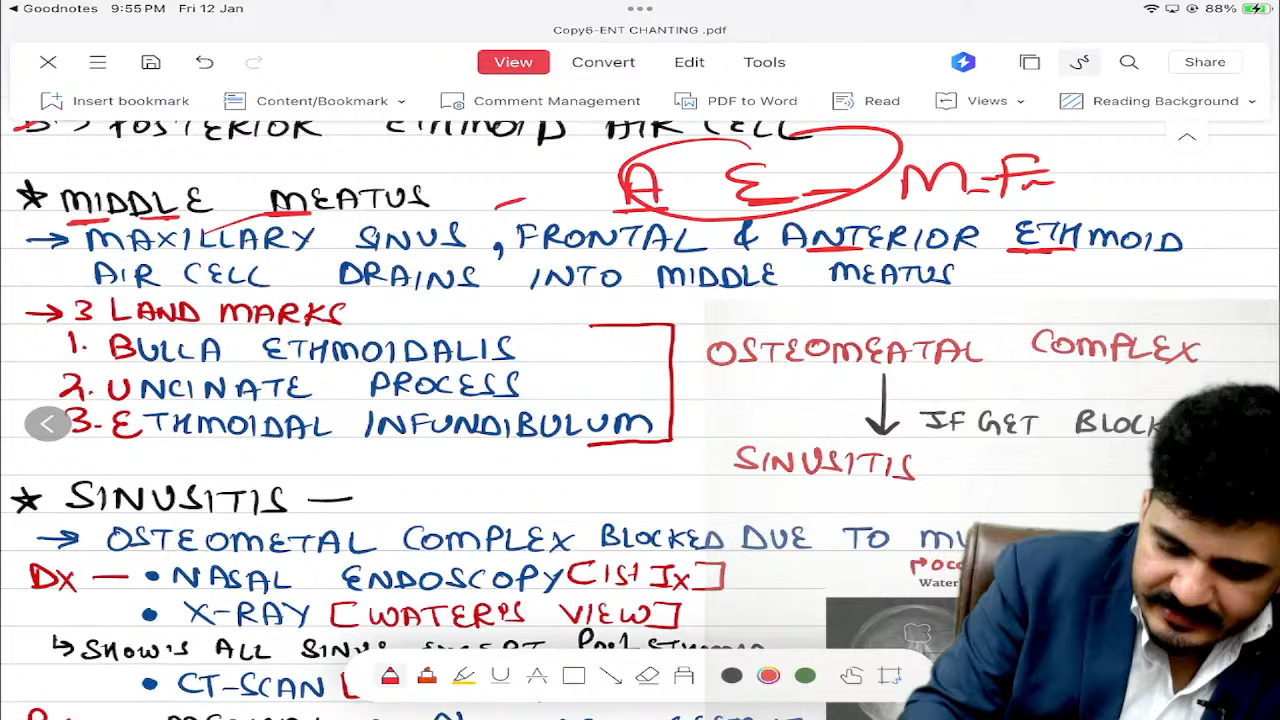 Goodnotes 9:55 PM Fri 12 Jan 88%
Copy6-ENT CHANTING .pdf
View Convert Edit Tools Share
Insert bookmark Content/Bookmark Comment Management PDF to Word Read Views Reading Background
POSTERIOR ETHMOID AIR CELL
A E M-Fr
★ MIDDLE MEATUS
→ MAXILLARY SINUS, FRONTAL & ANTERIOR ETHMOID
AIR CELL DRAINS INTO MIDDLE MEATUS
→ 3 LAND MARKS
1. BULLA ETHMOIDALIS
2. UNCINATE PROCESS
3. ETHMOIDAL INFUNDIBULUM
OSTEOMEATAL COMPLEX
IF GET BLOCK
SINUSITIS
★ SINUSITIS —
→ OSTEOMETAL COMPLEX BLOCKED DUE TO MU
Dx — • NASAL ENDOSCOPY [1st Ix]
• X-RAY [WATER'S VIEW]
Water
↳ SHOW'S ALL SINUS EXCEPT
• CT-SCAN [